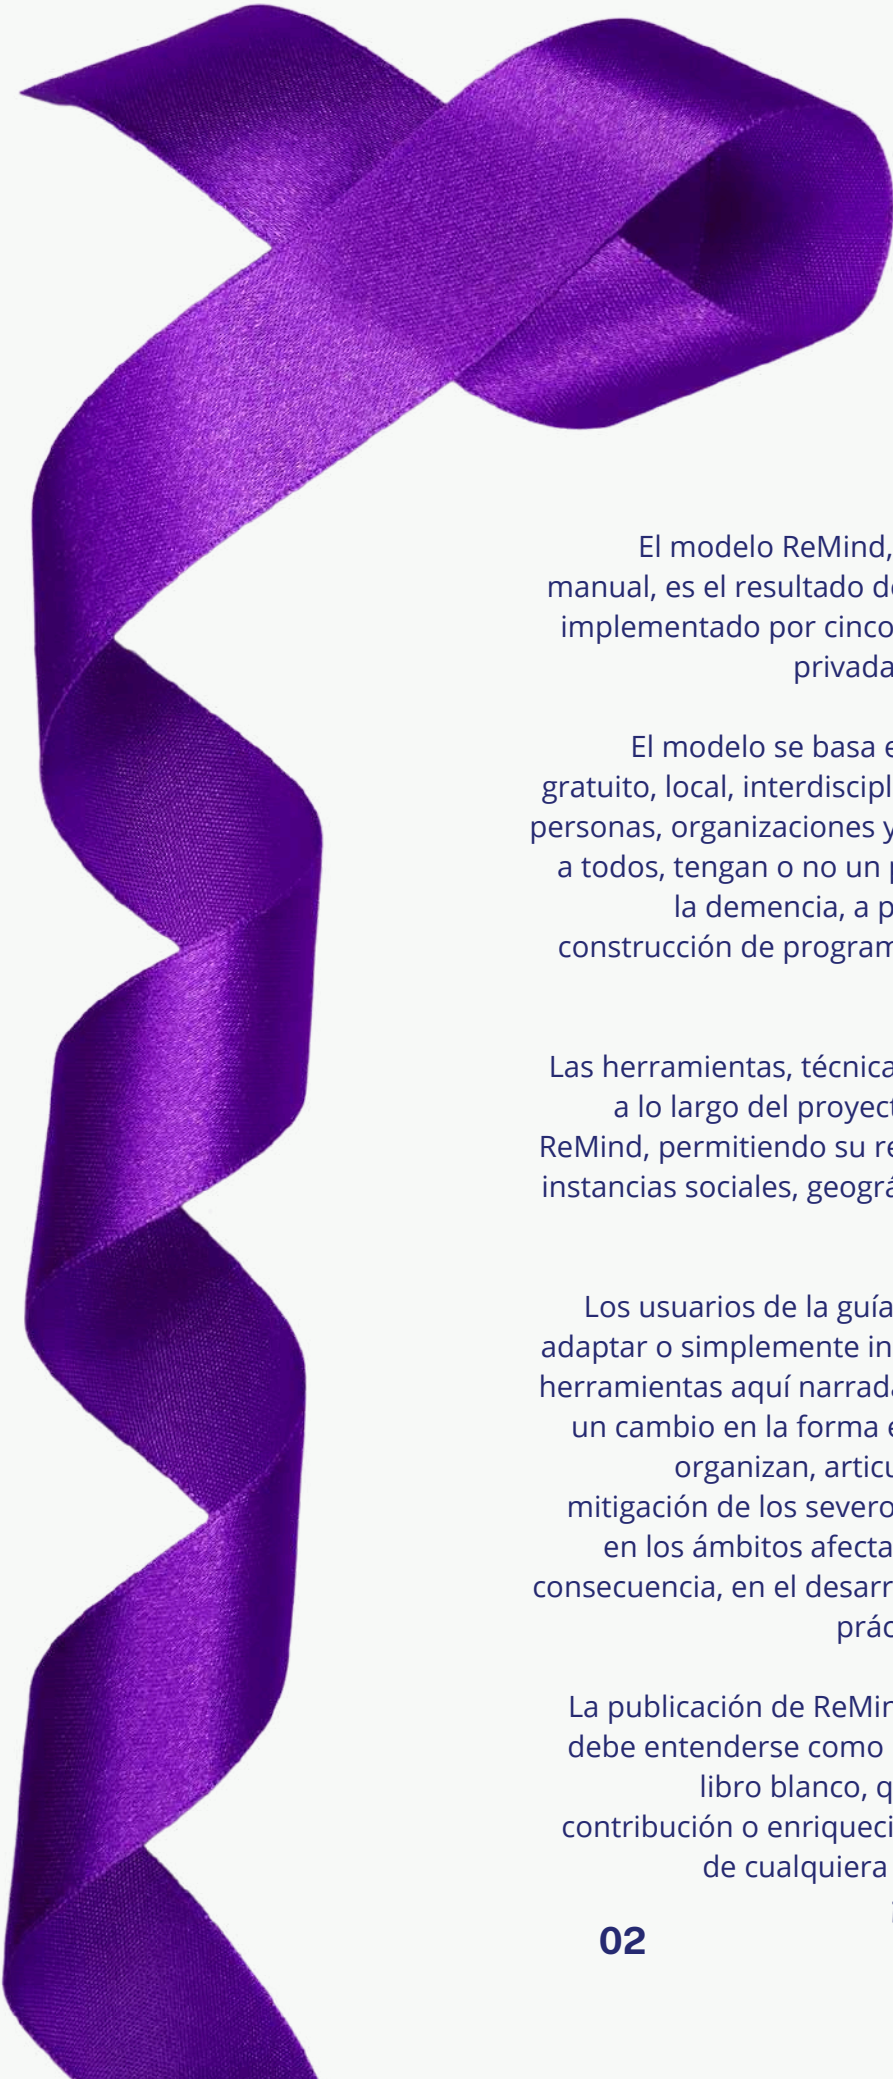 El modelo ReMind,
manual, es el resultado de
implementado por cinco
privada
El modelo se basa e
gratuito, local, interdiscipl
personas, organizaciones y
a todos, tengan o no un p
la demencia, a p
construcción de program
Las herramientas, técnica
a lo largo del proyect
ReMind, permitiendo su re
instancias sociales, geográ
Los usuarios de la guía
adaptar o simplemente in
herramientas aquí narrada
un cambio en la forma e
organizan, articu
mitigación de los severo
en los ámbitos afecta
consecuencia, en el desarr
prác
La publicación de ReMin
debe entenderse como
libro blanco, q
contribución o enriqueci
de cualquiera
02